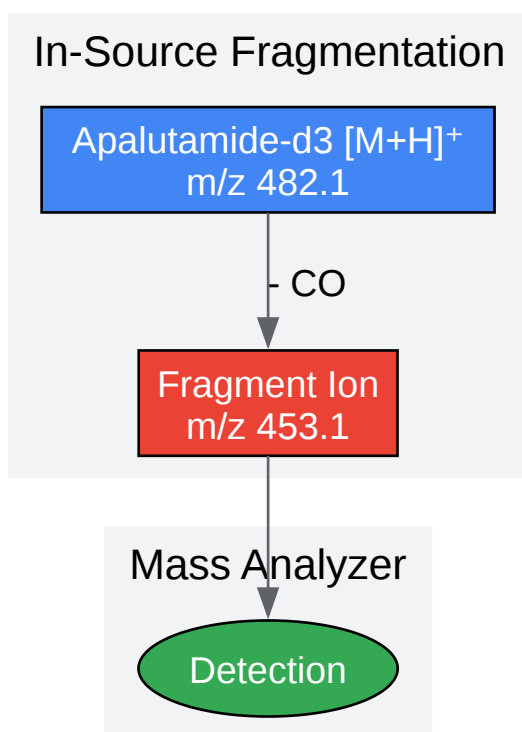 In-Source Fragmentation
Apalutamide-d3 [M+H]⁺
m/z 482.1
- CO
Fragment Ion
m/z 453.1
Mass Analyzer
Detection